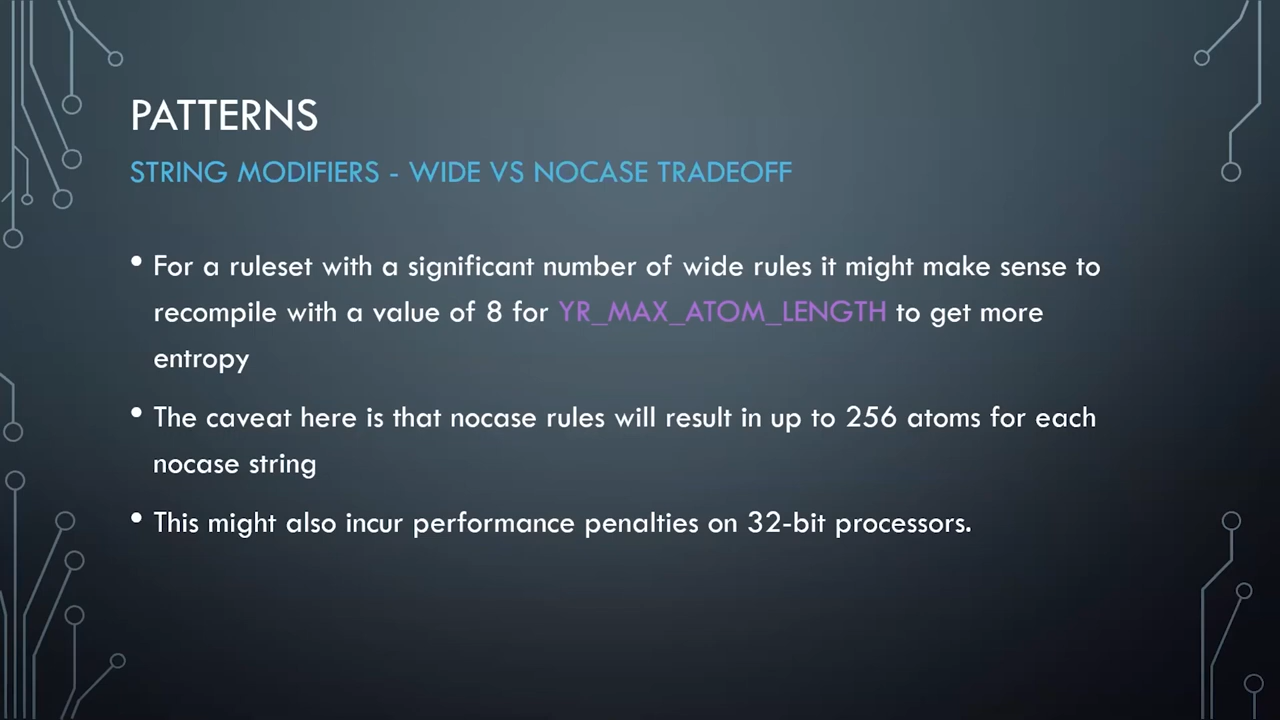 PATTERNS
STRING MODIFIERS - WIDE VS NOCASE TRADEOFF
• For a ruleset with a significant number of wide rules it might make sense to
recompile with a value of 8 for YR_MAX_ATOM_LENGTH to get more
entropy
• The caveat here is that nocase rules will result in up to 256 atoms for each
nocase string
• This might also incur performance penalties on 32-bit processors.